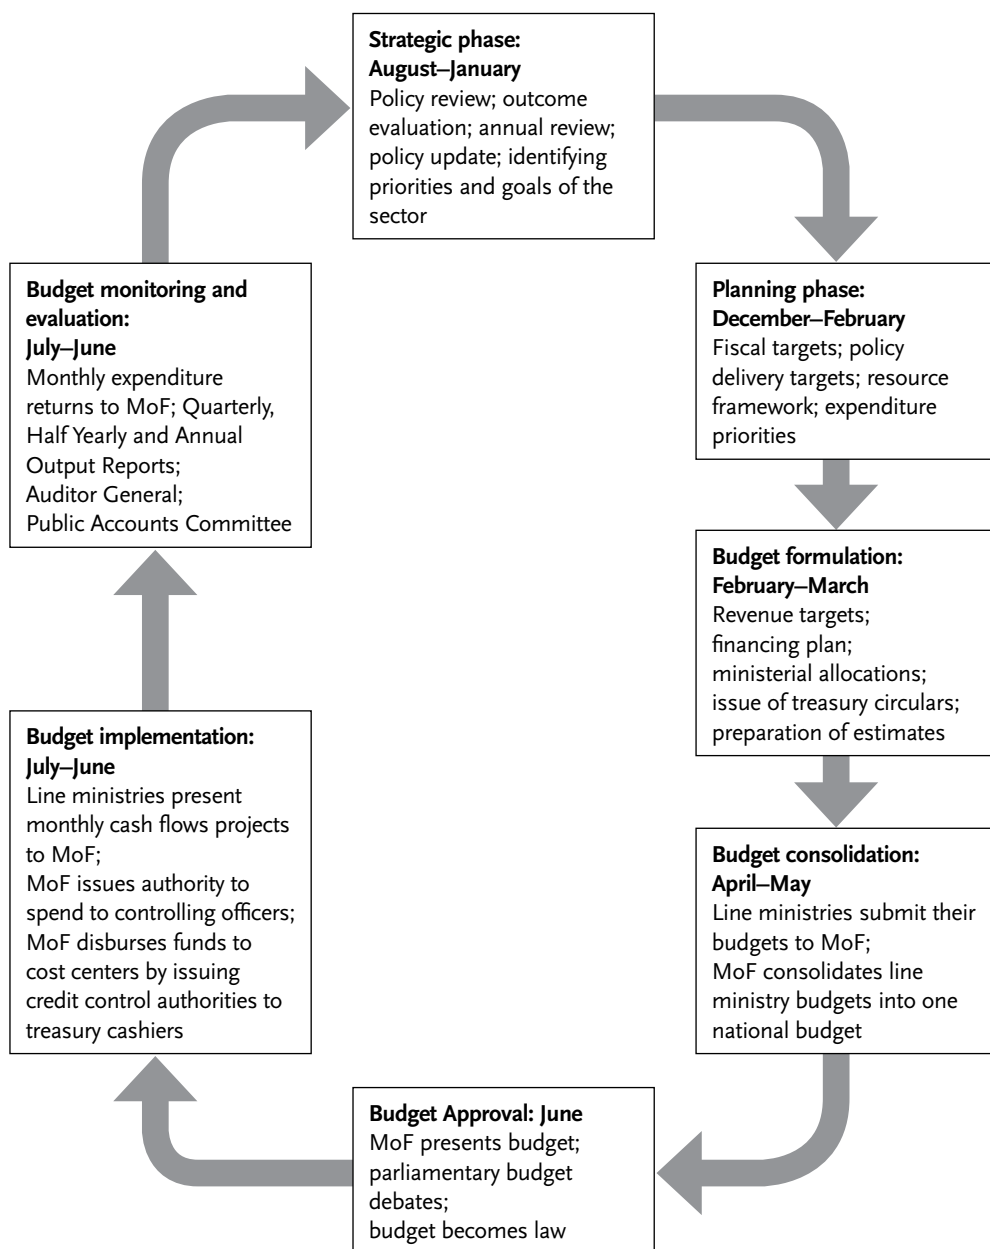 Strategic phase:
August–January
Policy review; outcome
evaluation; annual review;
policy update; identifying
priorities and goals of the
sector
Planning phase:
December–February
Fiscal targets; policy
delivery targets; resource
framework; expenditure
priorities
Budget formulation:
February–March
Revenue targets;
financing plan;
ministerial allocations;
issue of treasury circulars;
preparation of estimates
Budget consolidation:
April–May
Line ministries submit their
budgets to MoF;
MoF consolidates line
ministry budgets into one
national budget
Budget Approval: June
MoF presents budget;
parliamentary budget
debates;
budget becomes law
Budget implementation:
July–June
Line ministries present
monthly cash flows projects
to MoF;
MoF issues authority to
spend to controlling officers;
MoF disburses funds to
cost centers by issuing
credit control authorities to
treasury cashiers
Budget monitoring and
evaluation:
July–June
Monthly expenditure
returns to MoF; Quarterly,
Half Yearly and Annual
Output Reports;
Auditor General;
Public Accounts Committee